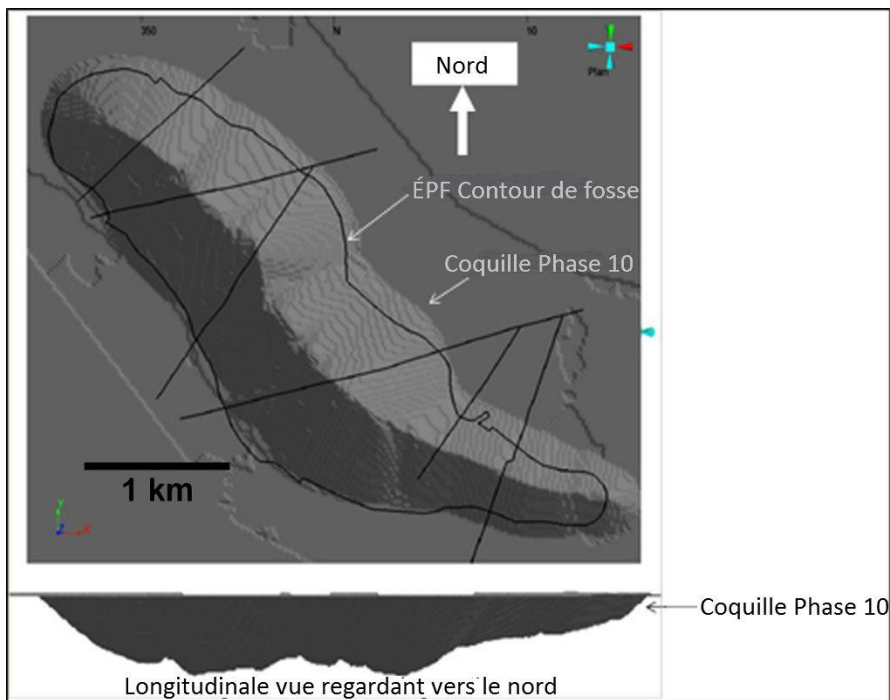 350 N 10
Nord
Plan
ÉPF Contour de fosse
Coquille Phase 10
1 km
Y
Z X
Coquille Phase 10
Longitudinale vue regardant vers le nord